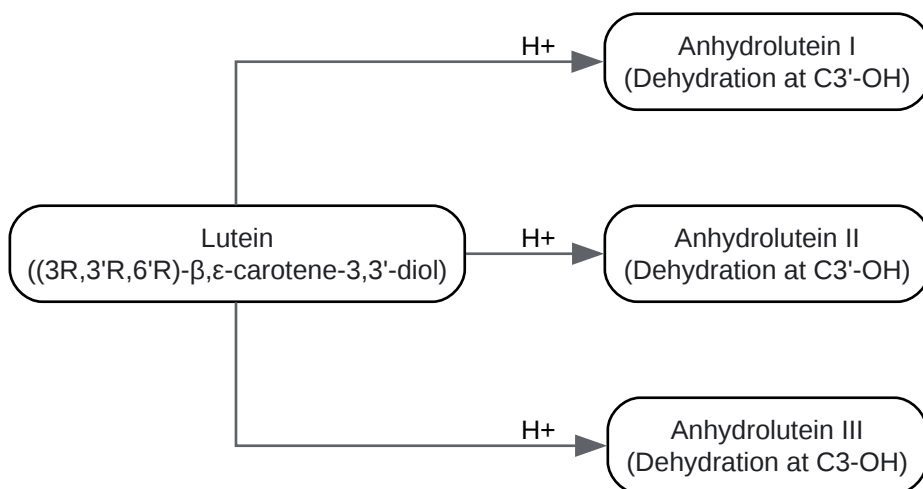 H+
Anhydrolutein I
(Dehydration at C3'-OH)
Lutein
((3R,3'R,6'R)-β,ε-carotene-3,3'-diol)
H+
Anhydrolutein II
(Dehydration at C3'-OH)
H+
Anhydrolutein III
(Dehydration at C3-OH)